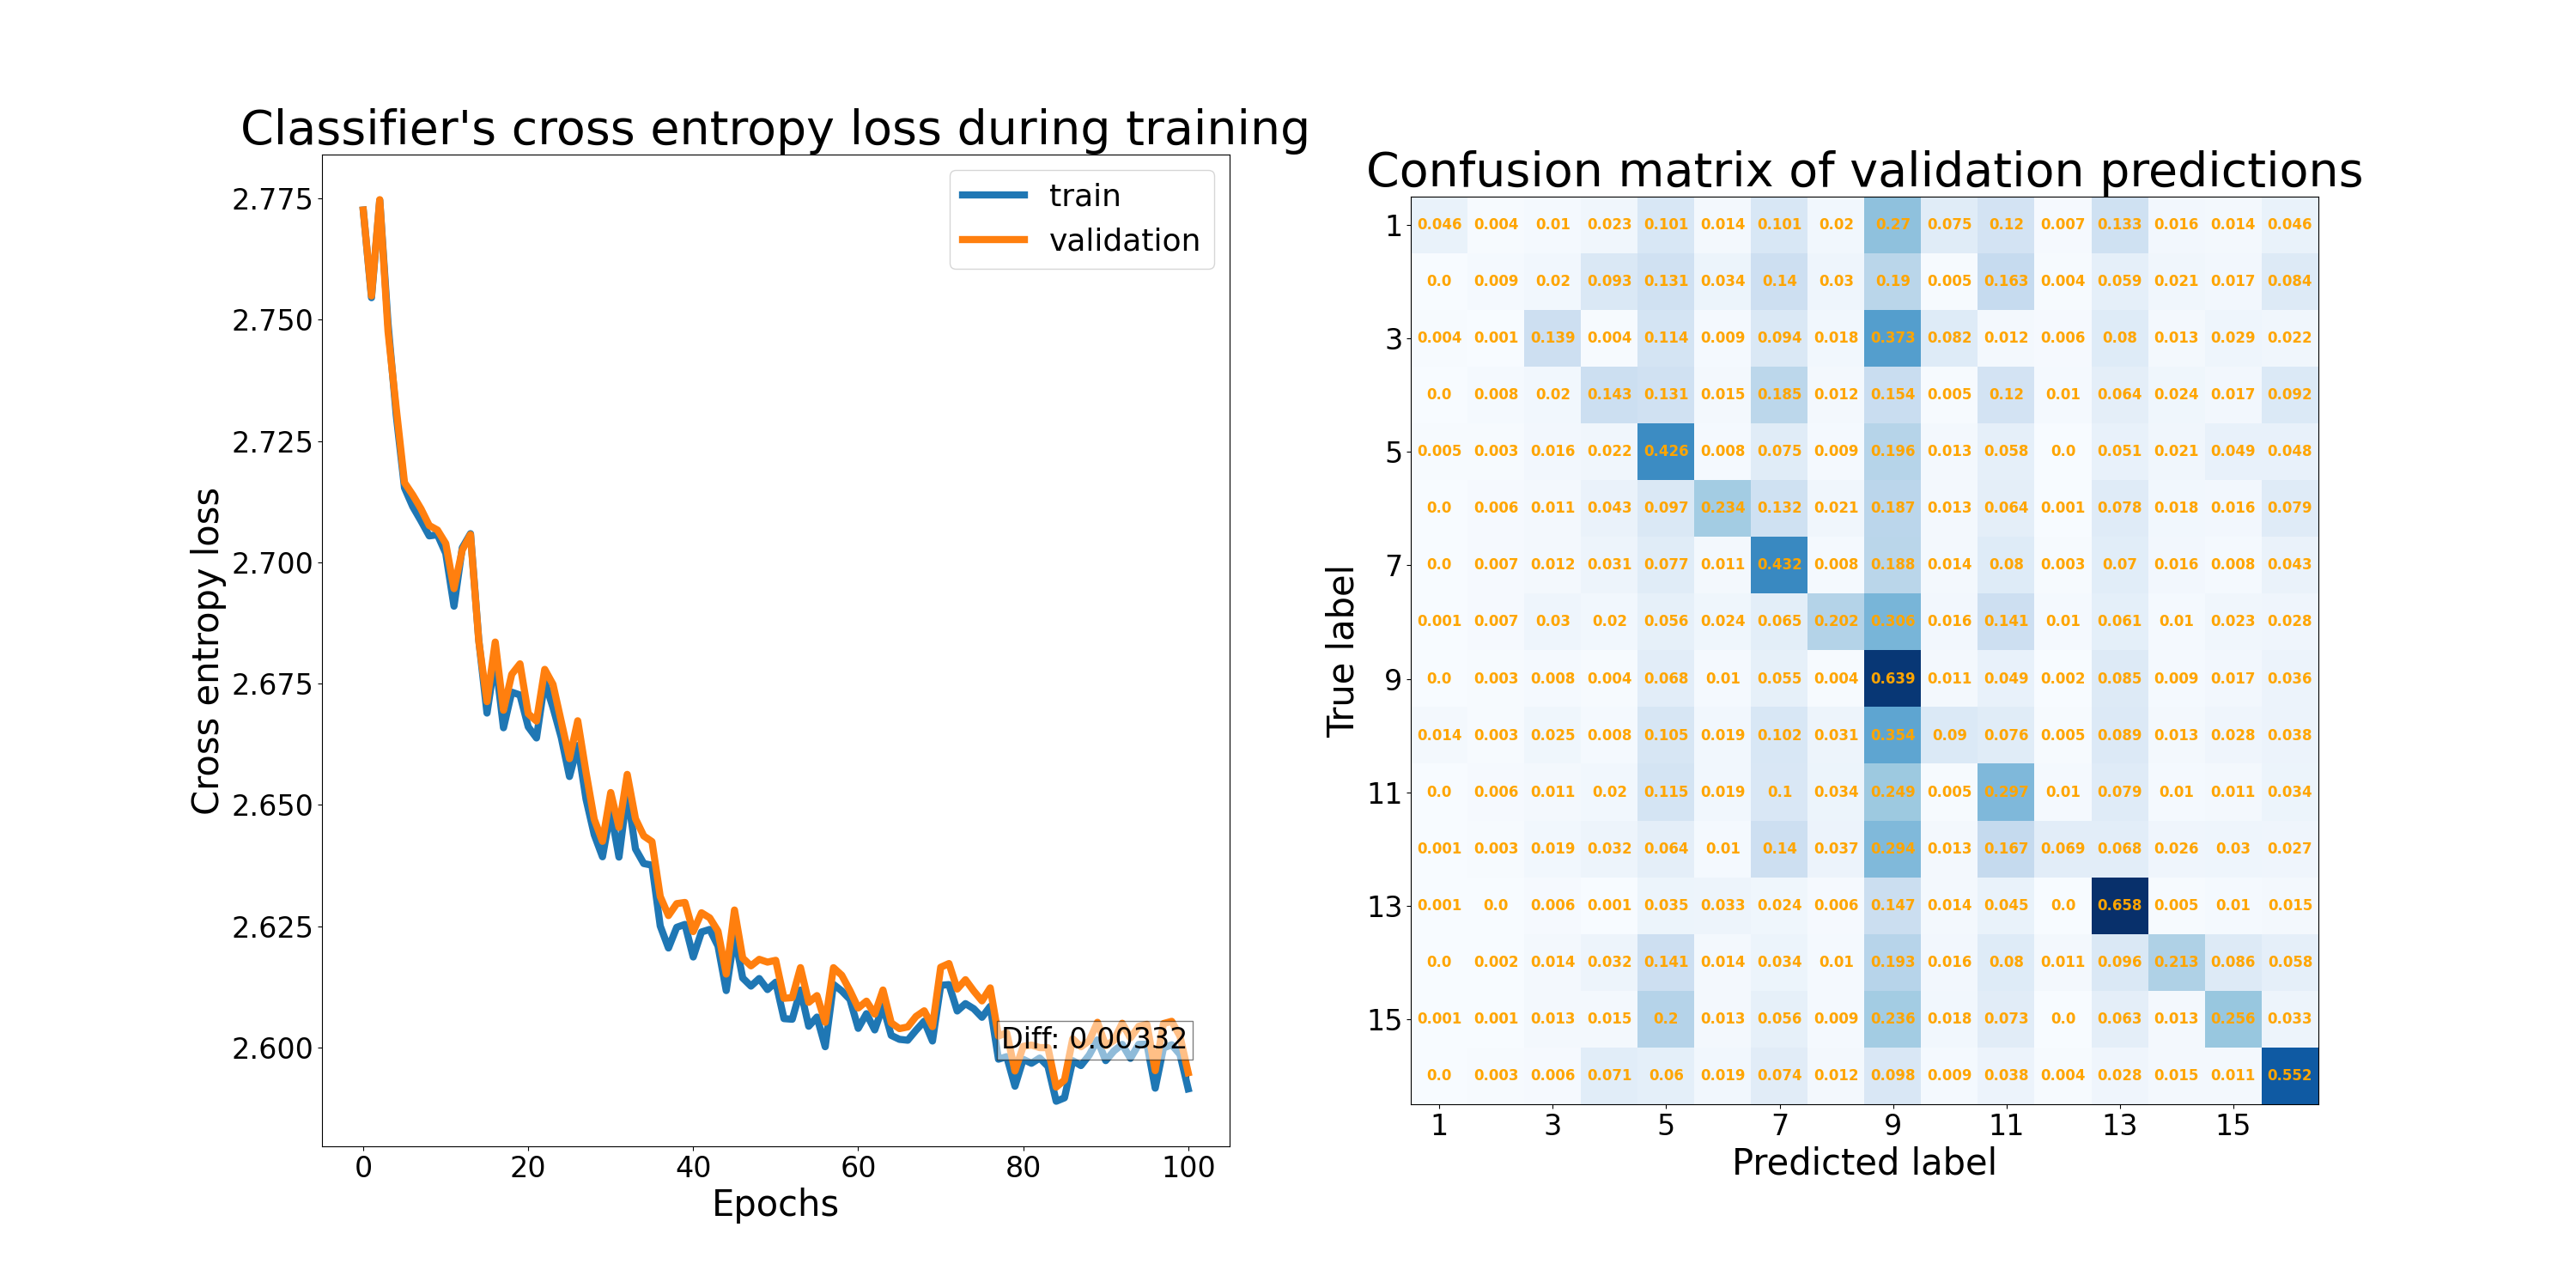 Classifier's cross entropy loss during training
train
validation
2.775
2.750
2.725
2.700
2.675
2.650
2.625
2.600
Cross entropy loss
Diff: 0.00332
0 20 40 60 80 100
Epochs
Confusion matrix of validation predictions
1 0.046 0.004 0.01 0.023 0.101 0.014 0.101 0.02 0.27 0.075 0.12 0.007 0.133 0.016 0.014 0.046
0.0 0.009 0.02 0.093 0.131 0.034 0.14 0.03 0.19 0.005 0.163 0.004 0.059 0.021 0.017 0.084
3 0.004 0.001 0.139 0.004 0.114 0.009 0.094 0.018 0.373 0.082 0.012 0.006 0.08 0.013 0.029 0.022
0.0 0.008 0.02 0.143 0.131 0.015 0.185 0.012 0.154 0.005 0.12 0.01 0.064 0.024 0.017 0.092
5 0.005 0.003 0.016 0.022 0.426 0.008 0.075 0.009 0.196 0.013 0.058 0.0 0.051 0.021 0.049 0.048
0.0 0.006 0.011 0.043 0.097 0.234 0.132 0.021 0.187 0.013 0.064 0.001 0.078 0.018 0.016 0.079
7 0.0 0.007 0.012 0.031 0.077 0.011 0.432 0.008 0.188 0.014 0.08 0.003 0.07 0.016 0.008 0.043
0.001 0.007 0.03 0.02 0.056 0.024 0.065 0.202 0.016 0.141 0.01 0.061 0.01 0.023 0.028
9 0.0 0.003 0.008 0.004 0.068 0.01 0.055 0.004 0.639 0.011 0.049 0.002 0.085 0.009 0.017 0.036
0.014 0.003 0.025 0.008 0.105 0.019 0.102 0.031 0.354 0.09 0.076 0.005 0.089 0.013 0.028 0.038
11 0.0 0.006 0.011 0.02 0.115 0.019 0.1 0.034 0.249 0.005 0.297 0.01 0.079 0.01 0.011 0.034
0.001 0.003 0.019 0.032 0.064 0.01 0.14 0.037 0.294 0.013 0.167 0.069 0.068 0.026 0.03 0.027
13 0.001 0.0 0.006 0.001 0.035 0.033 0.024 0.006 0.147 0.014 0.045 0.0 0.658 0.005 0.01 0.015
0.0 0.002 0.014 0.032 0.141 0.014 0.034 0.01 0.193 0.016 0.08 0.011 0.096 0.213 0.086 0.058
15 0.001 0.001 0.013 0.015 0.2 0.013 0.056 0.009 0.236 0.018 0.073 0.0 0.063 0.013 0.256 0.033
0.0 0.003 0.006 0.071 0.06 0.019 0.074 0.012 0.098 0.009 0.038 0.004 0.028 0.015 0.011 0.552
True label
1 3 5 7 9 11 13 15
Predicted label